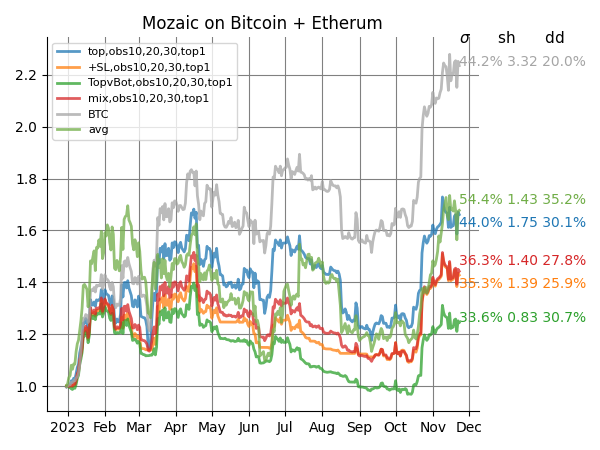 Mozaic on Bitcoin + Etherum
σ sh dd
top,obs10,20,30,top1
+SL,obs10,20,30,top1
TopvBot,obs10,20,30,top1
mix,obs10,20,30,top1
BTC
avg
44.2% 3.32 20.0%
54.4% 1.43 35.2%
44.0% 1.75 30.1%
36.3% 1.40 27.8%
35.3% 1.39 25.9%
33.6% 0.83 30.7%
2.2
2.0
1.8
1.6
1.4
1.2
1.0
2023 Feb Mar Apr May Jun Jul Aug Sep Oct Nov Dec